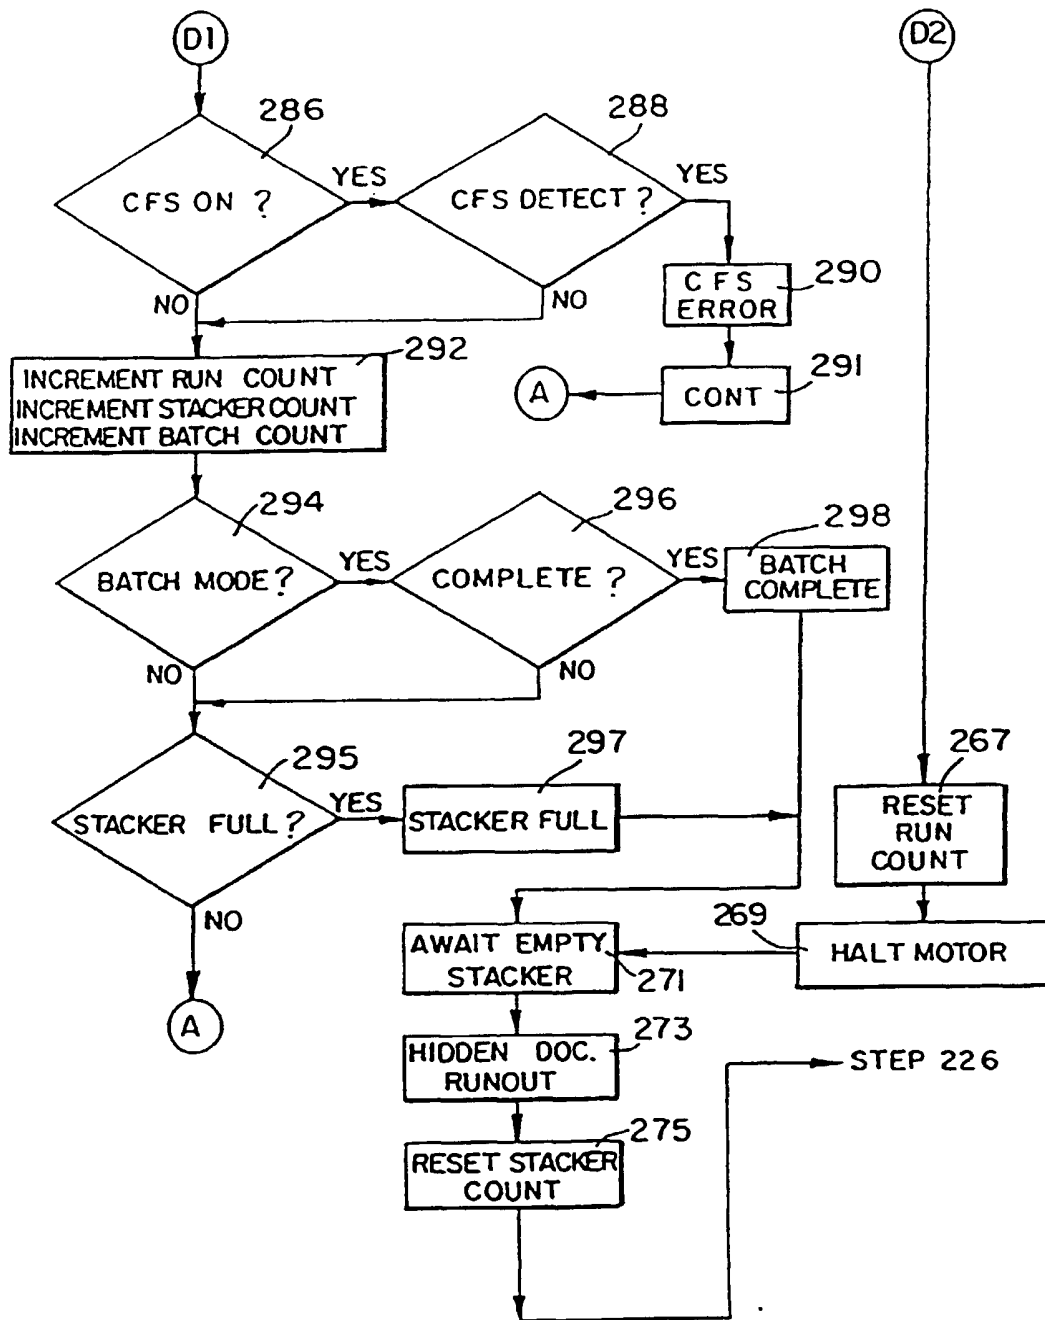 D1
D2
286
288
CFS ON ?
YES
CFS DETECT ?
YES
NO
NO
CFS
ERROR
290
292
291
INCREMENT RUN COUNT
INCREMENT STACKER COUNT
INCREMENT BATCH COUNT
A
CONT
294
296
298
BATCH MODE ?
YES
COMPLETE ?
YES
BATCH
COMPLETE
NO
NO
295
297
267
STACKER FULL ?
YES
STACKER FULL
RESET
RUN
COUNT
NO
269
AWAIT EMPTY
STACKER
271
HALT MOTOR
A
273
HIDDEN DOC.
RUNOUT
STEP 226
275
RESET STACKER
COUNT